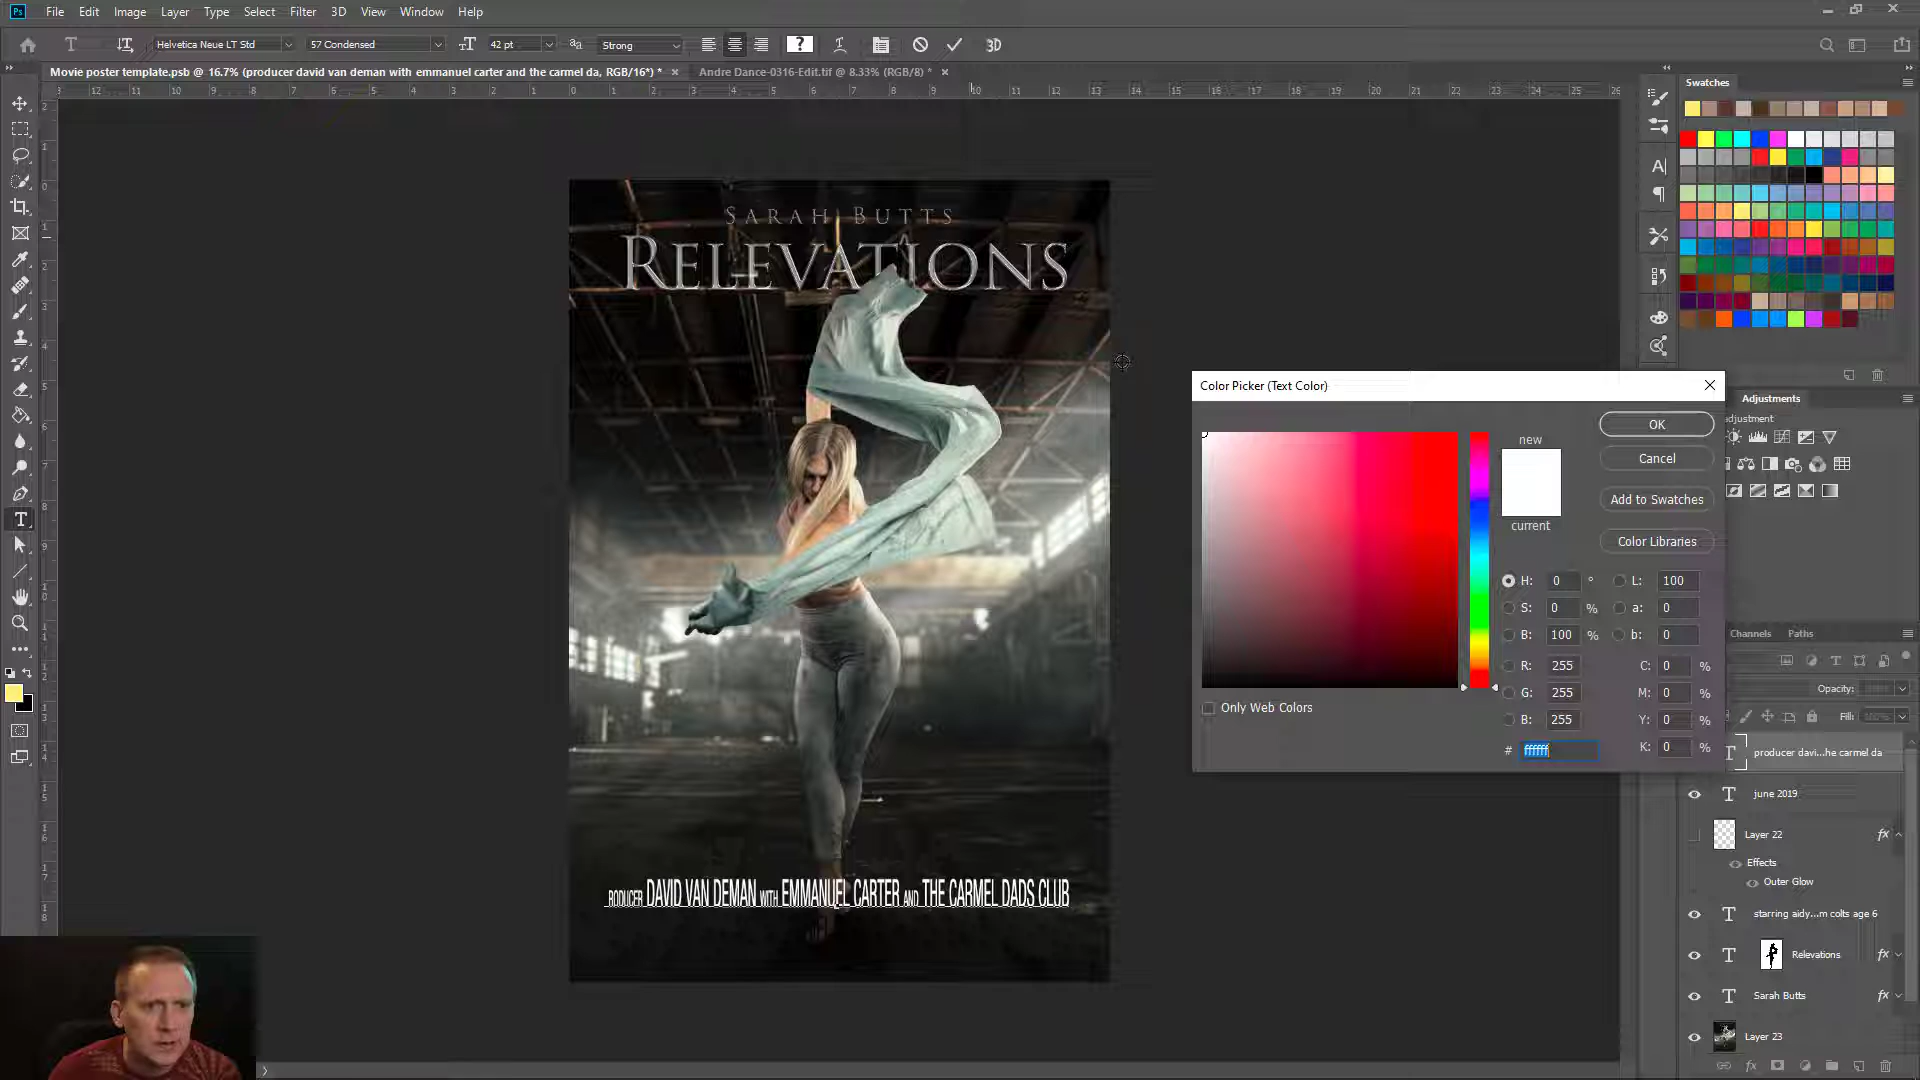 File Edit Image Layer Type Select Filter 3D View Window Help
Helvetica Neue LT Std 57 Condensed 42 pt Strong ? 3D
Movie poster template.psb @ 16.7% (producer david van deman with emmanuel carter and the carmel da, RGB/16*) * × Andre Dance-0316-Edit.tif @ 8.33% (RGB/8) * ×
Swatches
SARAH BUTTS
RELEVATIONS
RODUCER DAVID VAN DEMAN WITH EMMANUEL CARTER AND THE CARMEL DADS CLUB
Color Picker (Text Color)
new
current
OK
Cancel
Add to Swatches
Color Libraries
H: 0 ° L: 100
S: 0 % a: 0
B: 100 % b: 0
R: 255 C: 0 %
G: 255 M: 0 %
B: 255 Y: 0 %
# ffffff K: 0 %
Only Web Colors
Adjustments
adjustment
Channels Paths
Opacity:
Fill:
producer davi...he carmel da
june 2019
Layer 22 fx
Effects
Outer Glow
starring aidy...m colts age 6
Relevations fx
Sarah Butts fx
Layer 23